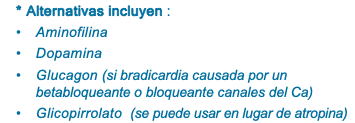 * Alternativas incluyen :
• Aminofilina
• Dopamina
• Glucagon (si bradicardia causada por un
betabloqueante o bloqueante canales del Ca)
• Glicopirrolato (se puede usar en lugar de atropina)